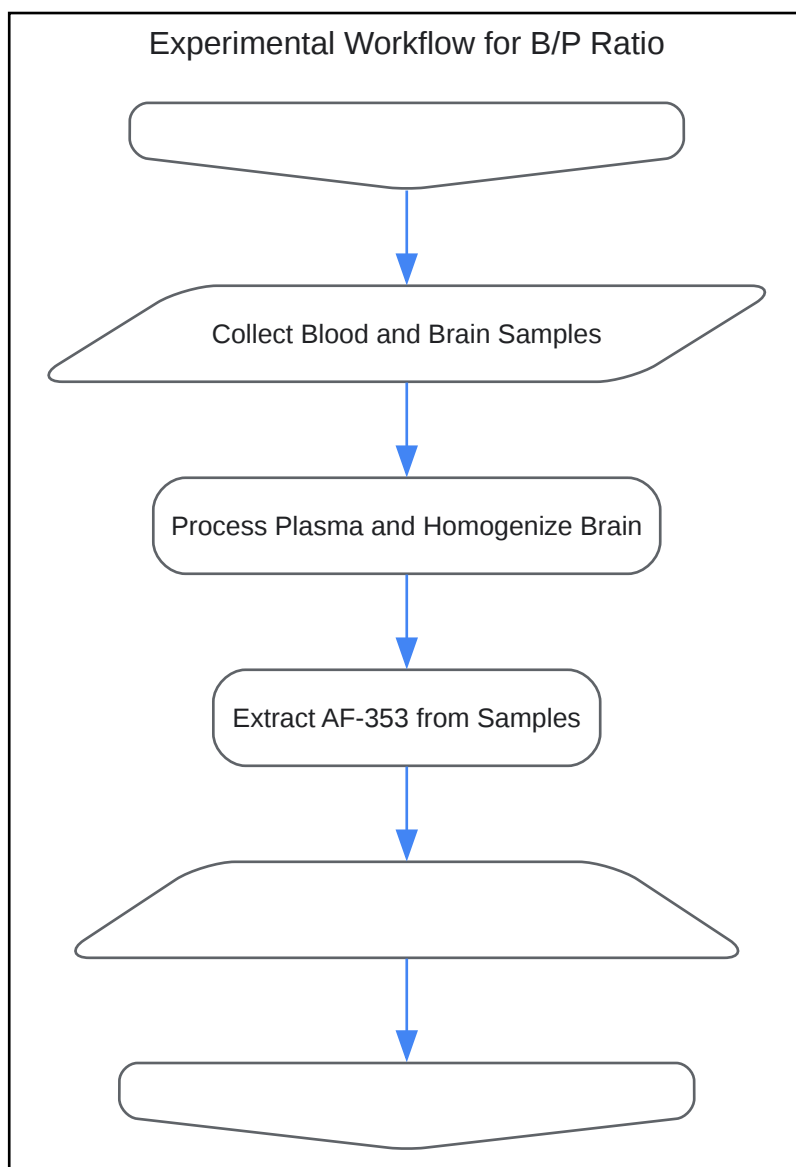 Experimental Workflow for B/P Ratio
Collect Blood and Brain Samples
Process Plasma and Homogenize Brain
Extract AF-353 from Samples